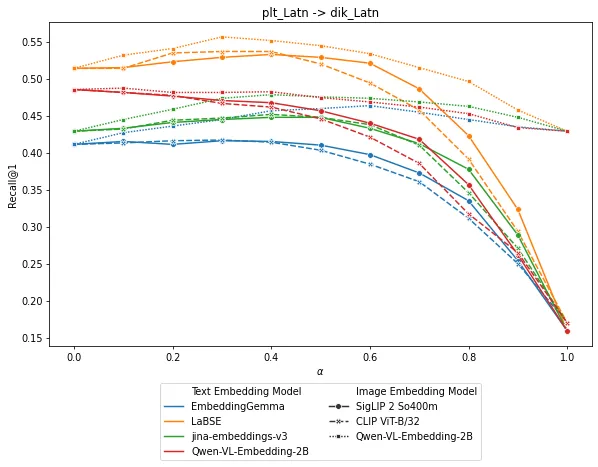 plt_Latn -> dik_Latn
Recall@1
0.55
0.50
0.45
0.40
0.35
0.30
0.25
0.20
0.15
0.0 0.2 0.4 0.6 0.8 1.0
α
Text Embedding Model Image Embedding Model
EmbeddingGemma SigLIP 2 So400m
LaBSE CLIP ViT-B/32
jina-embeddings-v3 Qwen-VL-Embedding-2B
Qwen-VL-Embedding-2B